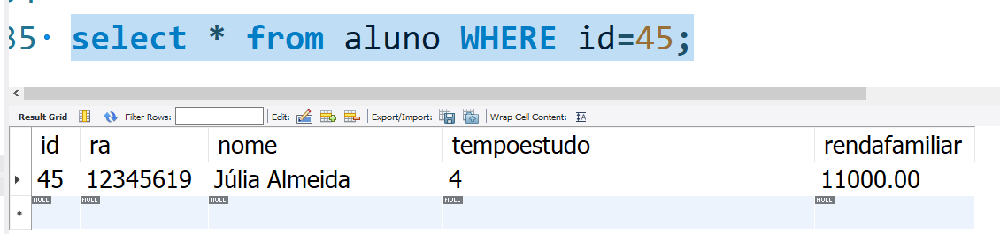 35 select * from aluno WHERE id=45;
Result Grid Filter Rows: Edit: Export/Import: Wrap Cell Content: IA
id ra nome tempoestudo rendafamiliar
45 12345619 Júlia Almeida 4 11000.00
NULL NULL NULL NULL NULL